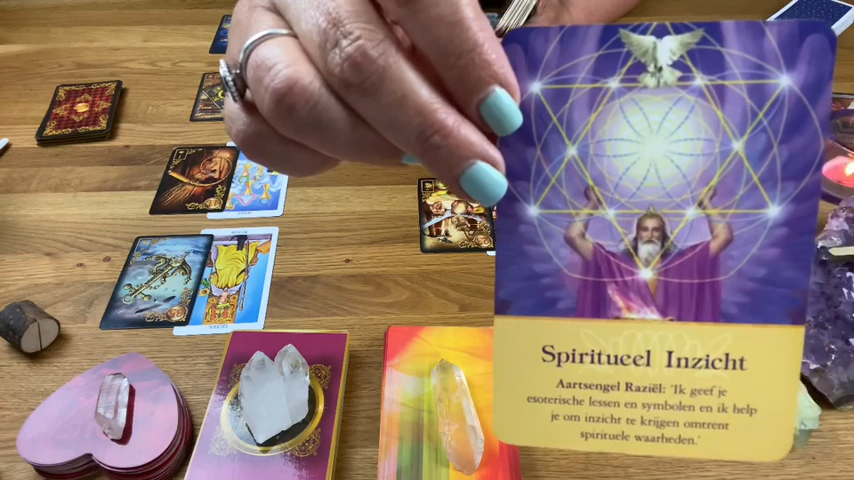 Spiritueel Inzicht
Aartsengel Raziël: 'Ik geef je
esoterische lessen en symbolen en ik help
je om inzicht te krijgen omtrent
spirituele waarheden.'